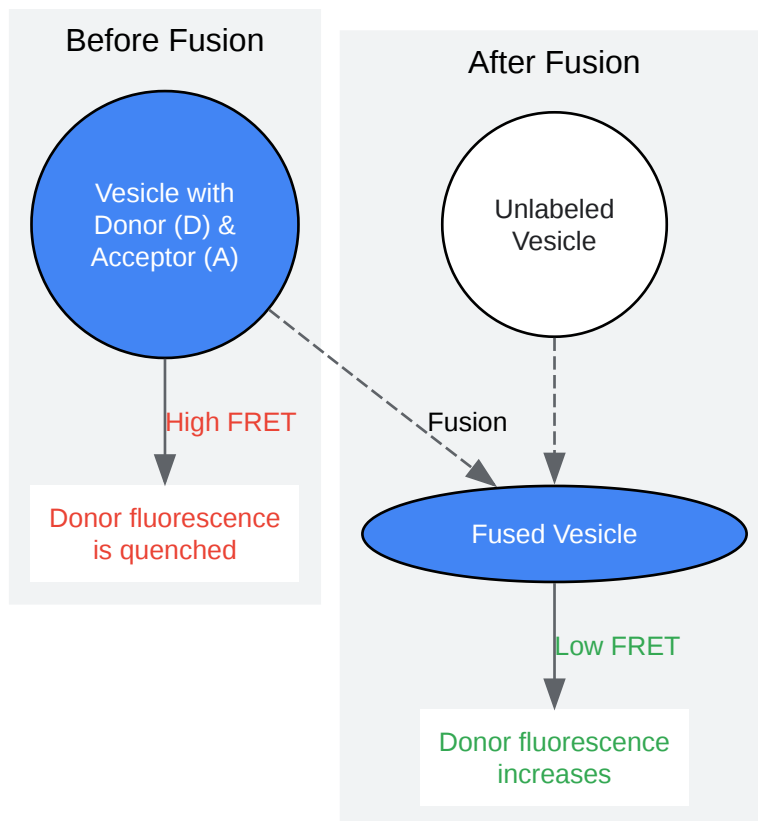 Before Fusion
Vesicle with
Donor (D) &
Acceptor (A)
High FRET
Donor fluorescence
is quenched
After Fusion
Unlabeled
Vesicle
Fusion
Fused Vesicle
Low FRET
Donor fluorescence
increases